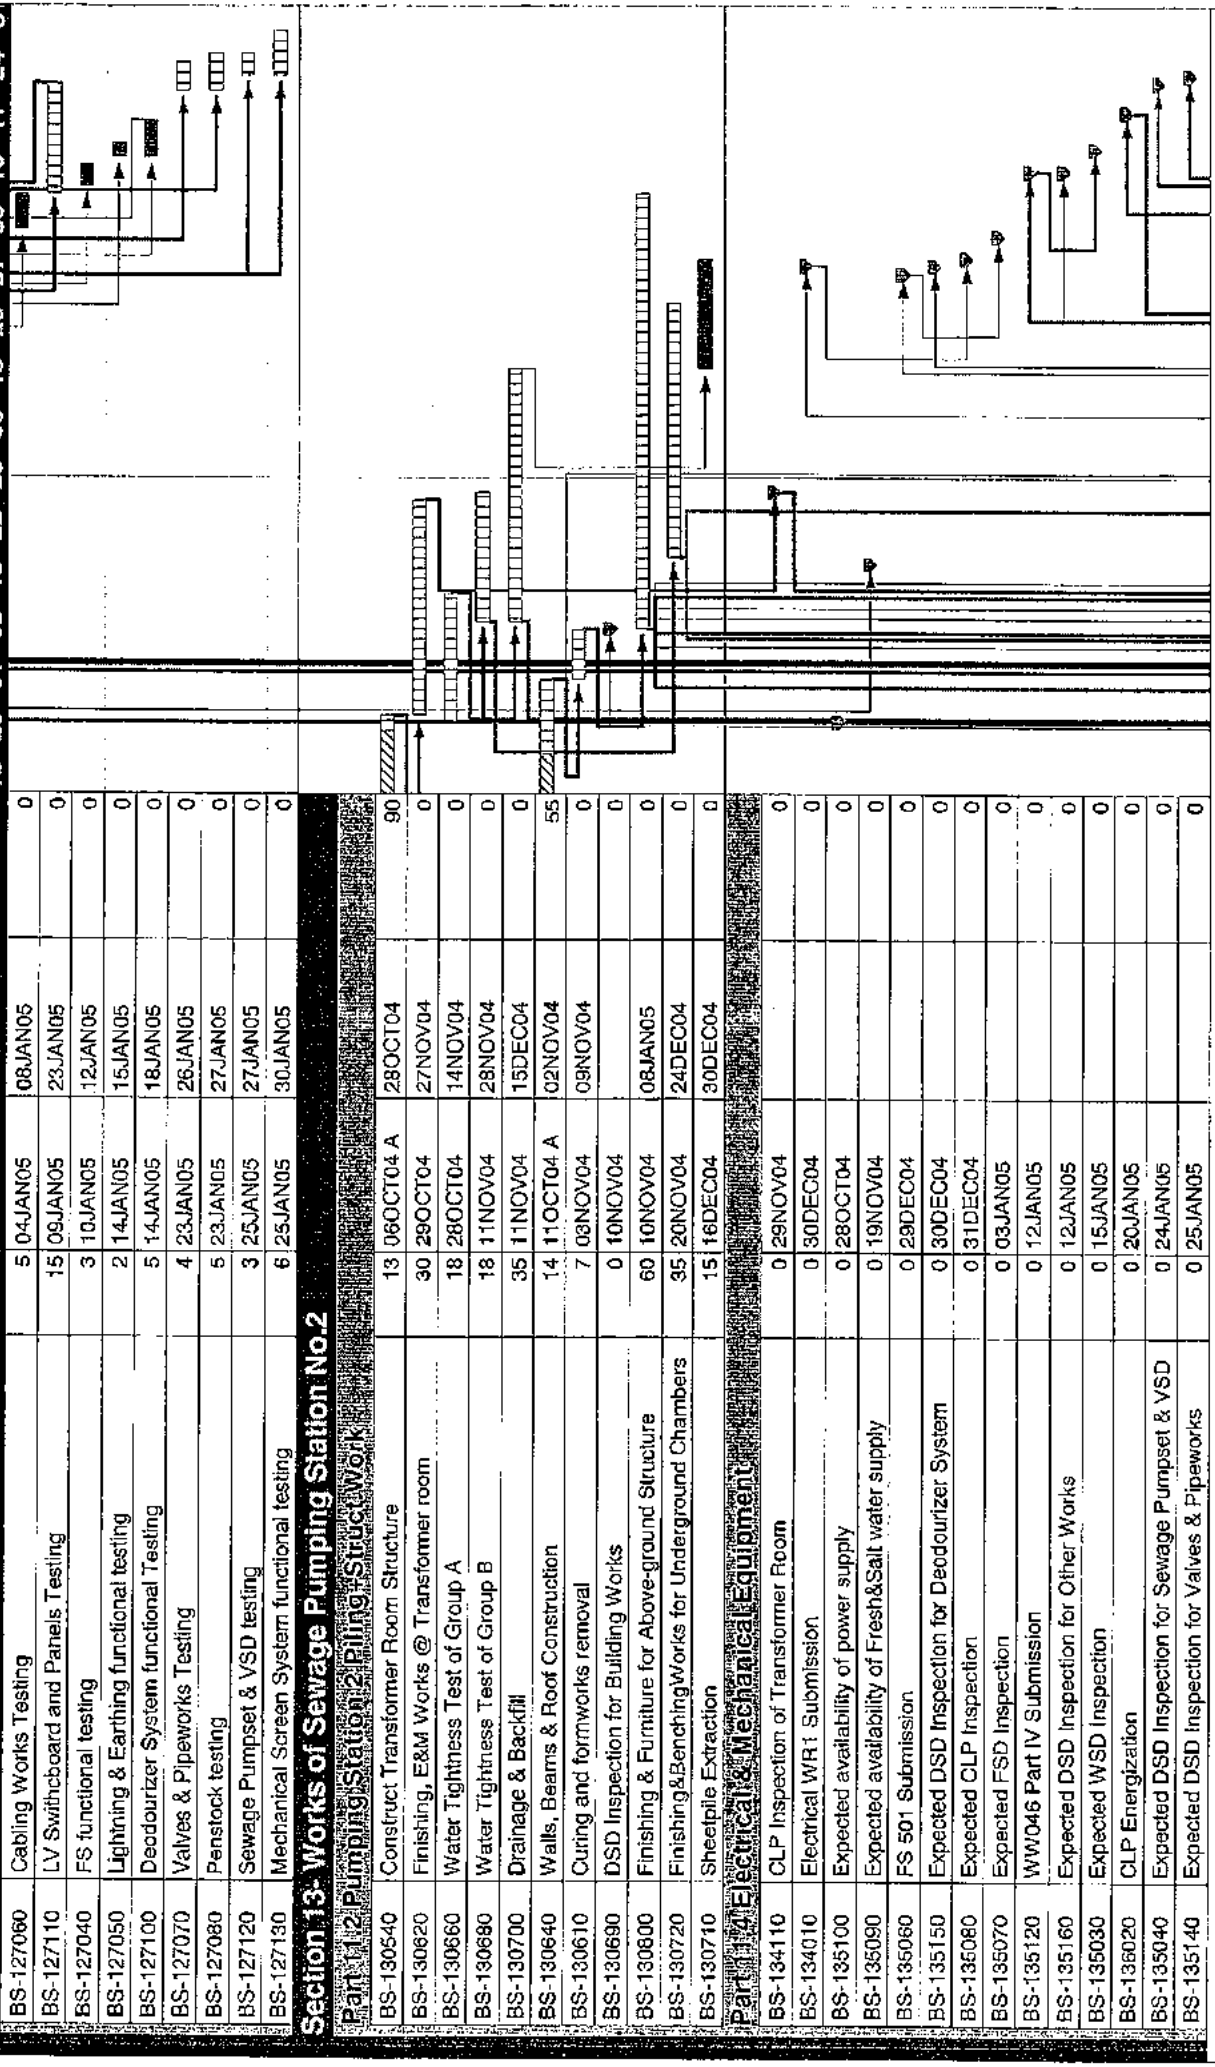 BS-127060 Cabling Works Testing 5 04JAN05 08JAN05 0
BS-127110 LV Swithcboard and Panels Testing 15 09JAN05 23JAN05 0
BS-127040 FS functional testing 3 10JAN05 12JAN05 0
BS-127050 Lightning & Earthing functional testing 2 14JAN05 15JAN05 0
BS-127100 Deodourizer System functional Testing 5 14JAN05 18JAN05 0
BS-127070 Valves & Pipeworks Testing 4 23JAN05 26JAN05 0
BS-127080 Penstock testing 5 23JAN05 27JAN05 0
BS-127120 Sewage Pumpset & VSD testing 3 25JAN05 27JAN05 0
BS-127130 Mechanical Screen System functional testing 6 25JAN05 30JAN05 0
Section 13- Works of Sewage Pumping Station No.2
Part 11.2 Pumping Station 2 Piling+Struct Work
BS-130540 Construct Transformer Room Structure 13 06OCT04 A 28OCT04 90
BS-130620 Finishing, E&M Works @ Transformer room 30 29OCT04 27NOV04 0
BS-130660 Water Tightness Test of Group A 18 28OCT04 14NOV04 0
BS-130680 Water Tightness Test of Group B 18 11NOV04 28NOV04 0
BS-130700 Drainage & Backfill 35 11NOV04 15DEC04 0
BS-130640 Walls, Beams & Roof Construction 14 11OCT04 A 02NOV04 55
BS-130610 Curing and formworks removal 7 03NOV04 09NOV04 0
BS-130690 DSD Inspection for Building Works 0 10NOV04 0
BS-130800 Finishing & Furniture for Above-ground Structure 60 10NOV04 08JAN05 0
BS-130720 Finishing&BenchingWorks for Underground Chambers 35 20NOV04 24DEC04 0
BS-130710 Sheetpile Extraction 15 16DEC04 30DEC04 0
Part 11.4 Electrical & Mechanical Equipment
BS-134110 CLP Inspection of Transformer Room 0 29NOV04 0
BS-134010 Electrical WR1 Submission 0 30DEC04 0
BS-135100 Expected availability of power supply 0 28OCT04 0
BS-135090 Expected availability of Fresh&Salt water supply 0 19NOV04 0
BS-135060 FS 501 Submission 0 29DEC04 0
BS-135150 Expected DSD Inspection for Deodourizer System 0 30DEC04 0
BS-135080 Expected CLP Inspection 0 31DEC04 0
BS-135070 Expected FSD Inspection 0 03JAN05 0
BS-135120 WW046 Part IV Submission 0 12JAN05 0
BS-135160 Expected DSD Inspection for Other Works 0 12JAN05 0
BS-135030 Expected WSD Inspection 0 15JAN05 0
BS-136020 CLP Energization 0 20JAN05 0
BS-135040 Expected DSD Inspection for Sewage Pumpset & VSD 0 24JAN05 0
BS-135140 Expected DSD Inspection for Valves & Pipeworks 0 25JAN05 0